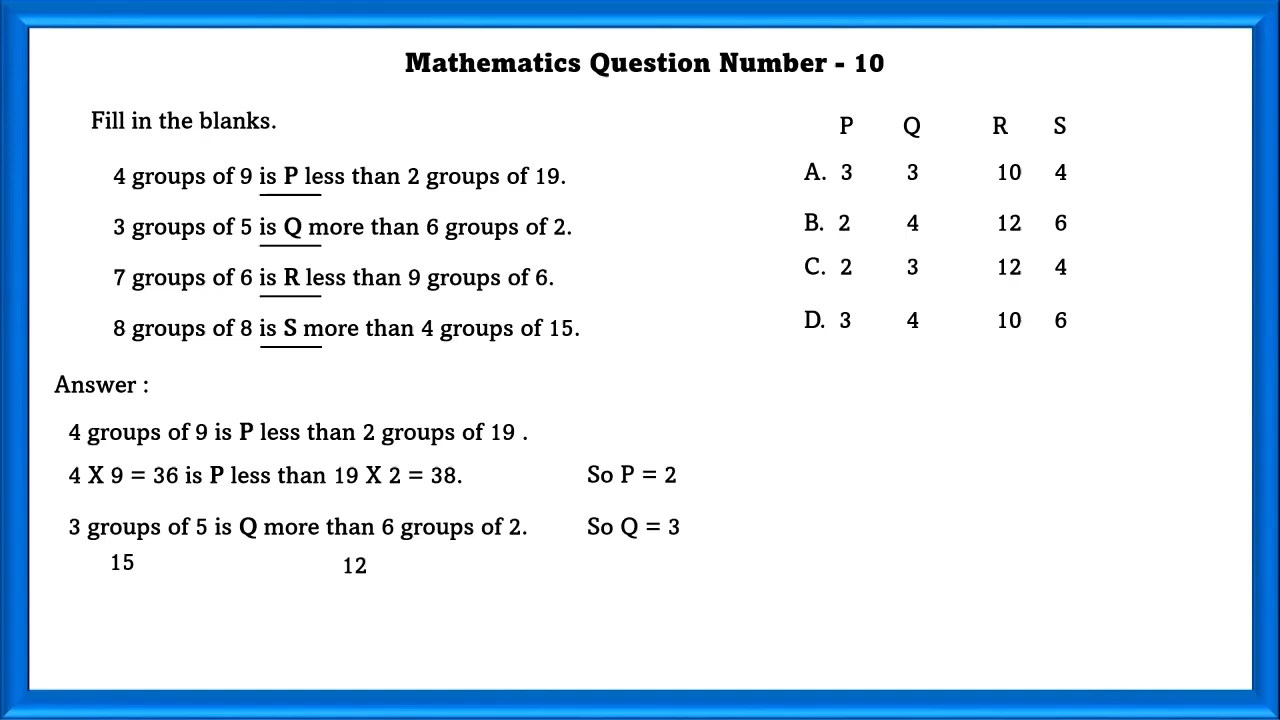 Mathematics Question Number - 10
Fill in the blanks.
4 groups of 9 is P less than 2 groups of 19.
3 groups of 5 is Q more than 6 groups of 2.
7 groups of 6 is R less than 9 groups of 6.
8 groups of 8 is S more than 4 groups of 15.
P Q R S
A. 3 3 10 4
B. 2 4 12 6
C. 2 3 12 4
D. 3 4 10 6
Answer :
4 groups of 9 is P less than 2 groups of 19 .
4 X 9 = 36 is P less than 19 X 2 = 38. So P = 2
3 groups of 5 is Q more than 6 groups of 2. So Q = 3
15 12